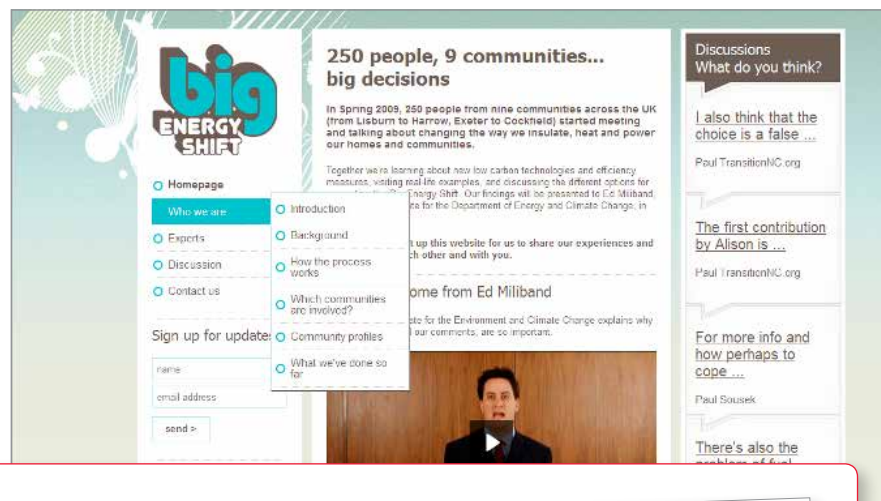 big
ENERGY
SHIFT
Homepage
Who we are
Experts
Discussion
Contact us
Sign up for update
name
email address
send >
Introduction
Background
How the process
works
Which communities
are involved?
Community profiles
What we've done so
far
250 people, 9 communities...
big decisions
In Spring 2009, 250 people from nine communities across the UK
(from Lisburn to Harrow, Exeter to Cockfield) started meeting
and talking about changing the way we insulate, heat and power
our homes and communities.
Together we're learning about new low carbon technologies and efficiency
measures, visiting real-life examples, and discussing the different options for
Energy Shift. Our findings will be presented to Ed Miliband,
for the Department of Energy and Climate Change, in
t up this website for us to share our experiences and
ch other and with you.
ome from Ed Miliband
for the Environment and Climate Change explains why
our comments, are so important.
Discussions
What do you think?
I also think that the
choice is a false ...
Paul TransitionNC.org
The first contribution
by Alison is ...
Paul TransitionNC.org
For more info and
how perhaps to
cope ...
Paul Sousek
There's also the
problem of fuel